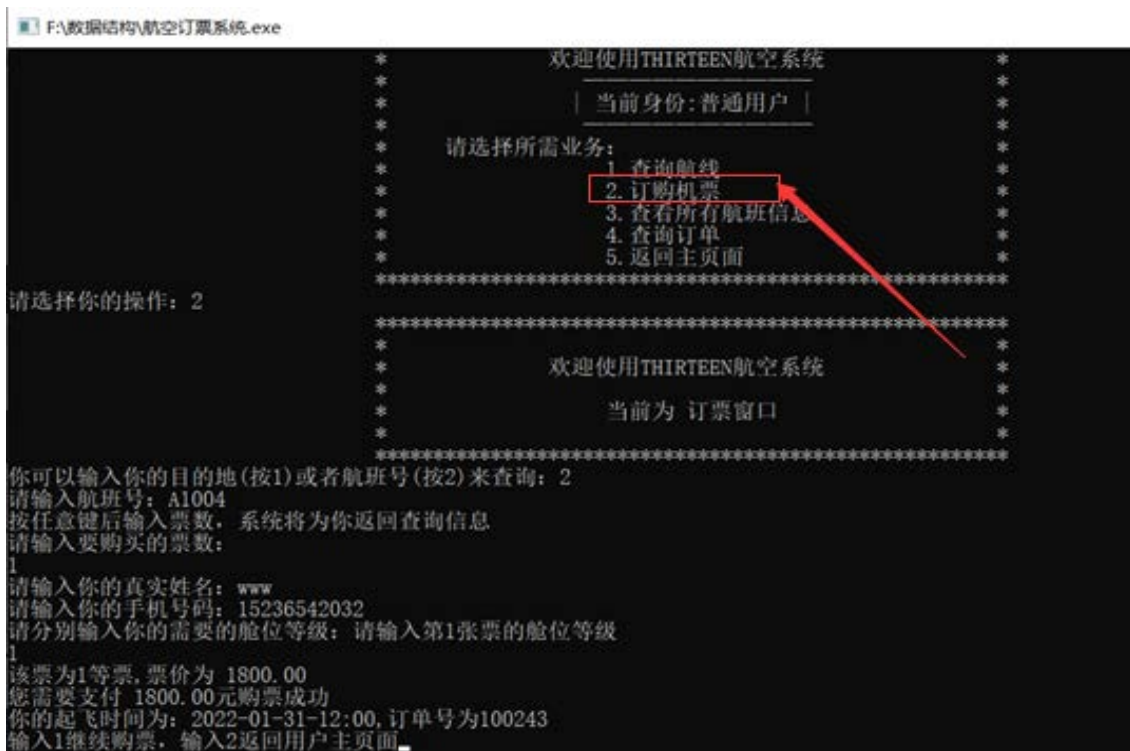 F:\数据结构\航空订票系统.exe
* 欢迎使用THIRTEEN航空系统 *
* *
* | 当前身份:普通用户 | *
* *
* 请选择所需业务: *
* 1.查询航线 *
* 2.订购机票 *
* 3.查看所有航班信息 *
* 4.查询订单 *
* 5.返回主页面 *
******************************************************
请选择你的操作: 2
******************************************************
* *
* 欢迎使用THIRTEEN航空系统 *
* *
* 当前为 订票窗口 *
* *
******************************************************
你可以输入你的目的地(按1)或者航班号(按2)来查询: 2
请输入航班号: A1004
按任意键后输入票数, 系统将为你返回查询信息
请输入要购买的票数:
1
请输入你的真实姓名: www
请输入你的手机号码: 15236542032
请分别输入你的需要的舱位等级: 请输入第1张票的舱位等级
1
该票为1等票,票价为 1800.00
您需要支付 1800.00元购票成功
你的起飞时间为: 2022-01-31-12:00,订单号为100243
输入1继续购票, 输入2返回用户主页面